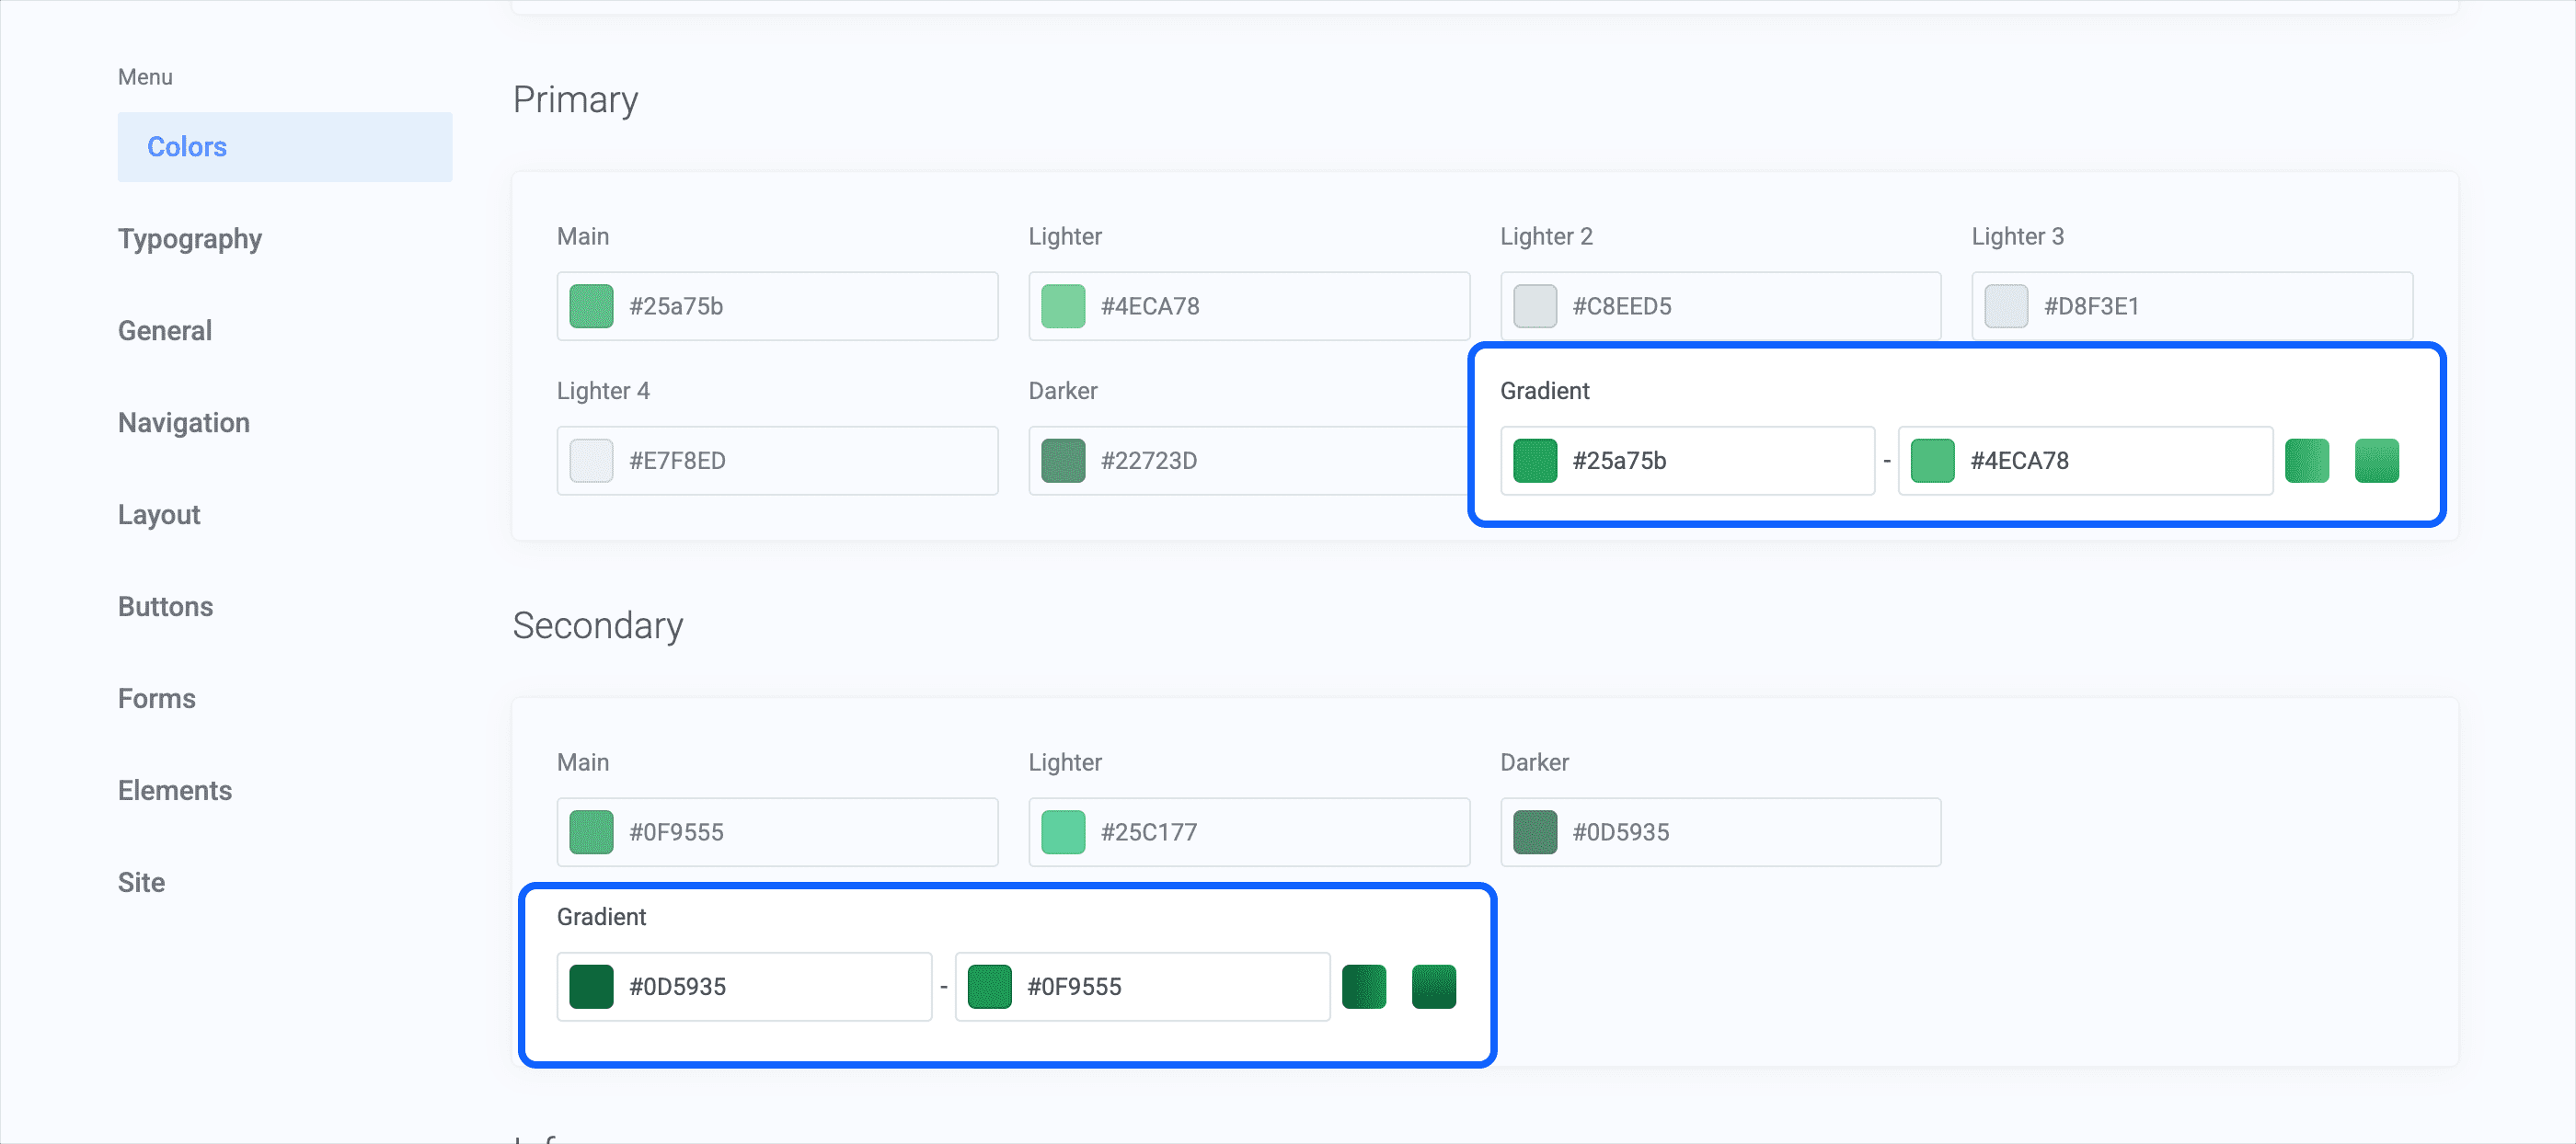 Menu
Colors
Typography
General
Navigation
Layout
Buttons
Forms
Elements
Site
Primary
Main Lighter Lighter 2 Lighter 3
#25a75b #4ECA78 #C8EED5 #D8F3E1
Lighter 4 Darker Gradient
#E7F8ED #22723D #25a75b - #4ECA78
Secondary
Main Lighter Darker
#0F9555 #25C177 #0D5935
Gradient
#0D5935 - #0F9555